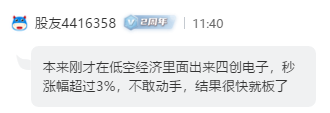 股友4416358 2周年 | 11:40
本来刚才在低空经济里面出来四创电子，秒
涨幅超过3%，不敢动手，结果很快就板了